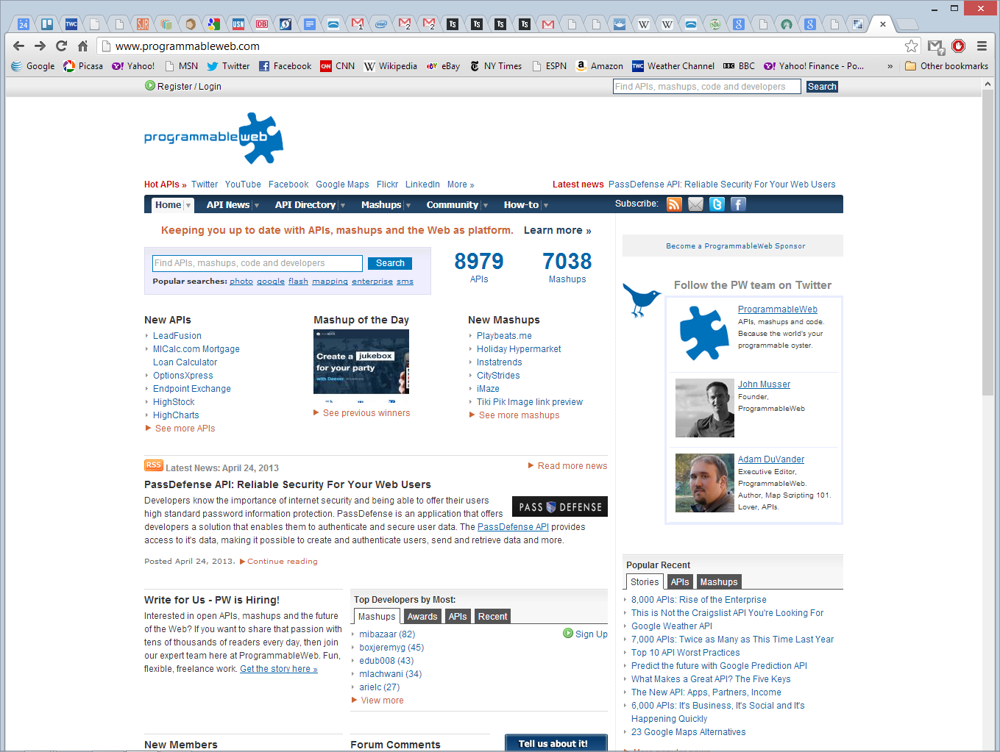 24
TWC
SJR
USN
DB
1
intel
2
2
TS
TS
TS
TS
W
W
8
8
www.programmableweb.com
Google
Picasa
Yahoo!
MSN
Twitter
Facebook
CNN
Wikipedia
eBay
NY Times
ESPN
Amazon
Weather Channel
BBC
Yahoo! Finance - Po...
»
Other bookmarks
Register / Login
Find APIs, mashups, code and developers
Search
programmableweb
Hot APIs » Twitter YouTube Facebook Google Maps Flickr LinkedIn More »
Latest news PassDefense API: Reliable Security For Your Web Users
Home API News API Directory Mashups Community How-to
Subscribe:
Keeping you up to date with APIs, mashups and the Web as platform. Learn more »
Find APIs, mashups, code and developers
Search
Popular searches: photo google flash mapping enterprise sms
8979
APIs
7038
Mashups
New APIs
LeadFusion
MICalc.com Mortgage
Loan Calculator
OptionsXpress
Endpoint Exchange
HighStock
HighCharts
See more APIs
Mashup of the Day
Create a jukebox
for your party
with Deezer
See previous winners
New Mashups
Playbeats.me
Holiday Hypermarket
Instatrends
CityStrides
iMaze
Tiki Pik Image link preview
See more mashups
RSS Latest News: April 24, 2013
Read more news
PassDefense API: Reliable Security For Your Web Users
Developers know the importance of internet security and being able to offer their users
high standard password information protection. PassDefense is an application that offers
developers a solution that enables them to authenticate and secure user data. The PassDefense API provides
access to it's data, making it possible to create and authenticate users, send and retrieve data and more.
PASS DEFENSE
Posted April 24, 2013. Continue reading
Write for Us - PW is Hiring!
Interested in open APIs, mashups and the future
of the Web? If you want to share that passion with
tens of thousands of readers every day, then join
our expert team here at ProgrammableWeb. Fun,
flexible, freelance work. Get the story here »
Top Developers by Most:
Mashups Awards APIs Recent
mibazaar (82)
boxjeremyg (45)
edub008 (43)
mlachwani (34)
arielc (27)
View more
Sign Up
New Members
Forum Comments
Tell us about it!
Become a ProgrammableWeb Sponsor
Follow the PW team on Twitter
ProgrammableWeb
APIs, mashups and code.
Because the world's your
programmable oyster.
John Musser
Founder,
ProgrammableWeb
Adam DuVander
Executive Editor,
ProgrammableWeb.
Author, Map Scripting 101.
Lover, APIs.
Popular Recent
Stories APIs Mashups
8,000 APIs: Rise of the Enterprise
This is Not the Craigslist API You're Looking For
Google Weather API
7,000 APIs: Twice as Many as This Time Last Year
Top 10 API Worst Practices
Predict the future with Google Prediction API
What Makes a Great API? The Five Keys
The New API: Apps, Partners, Income
6,000 APIs: It's Business, It's Social and It's
Happening Quickly
23 Google Maps Alternatives